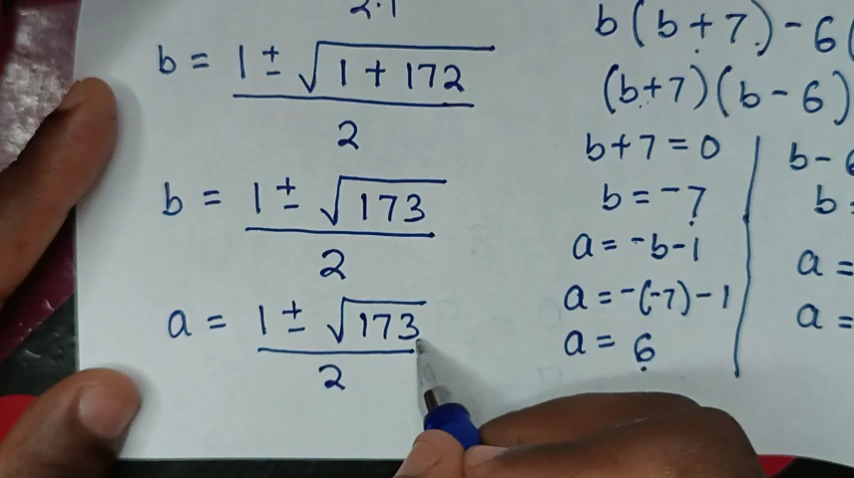 2·1
b = 1 ± √1 + 172
2
b = 1 ± √173
2
a = 1 ± √173
2
b(b+7) - 6(
(b+7)(b - 6)
b+7 = 0
b = -7
a = -b-1
a = -(-7) - 1
a = 6
b -
b
a =
a =